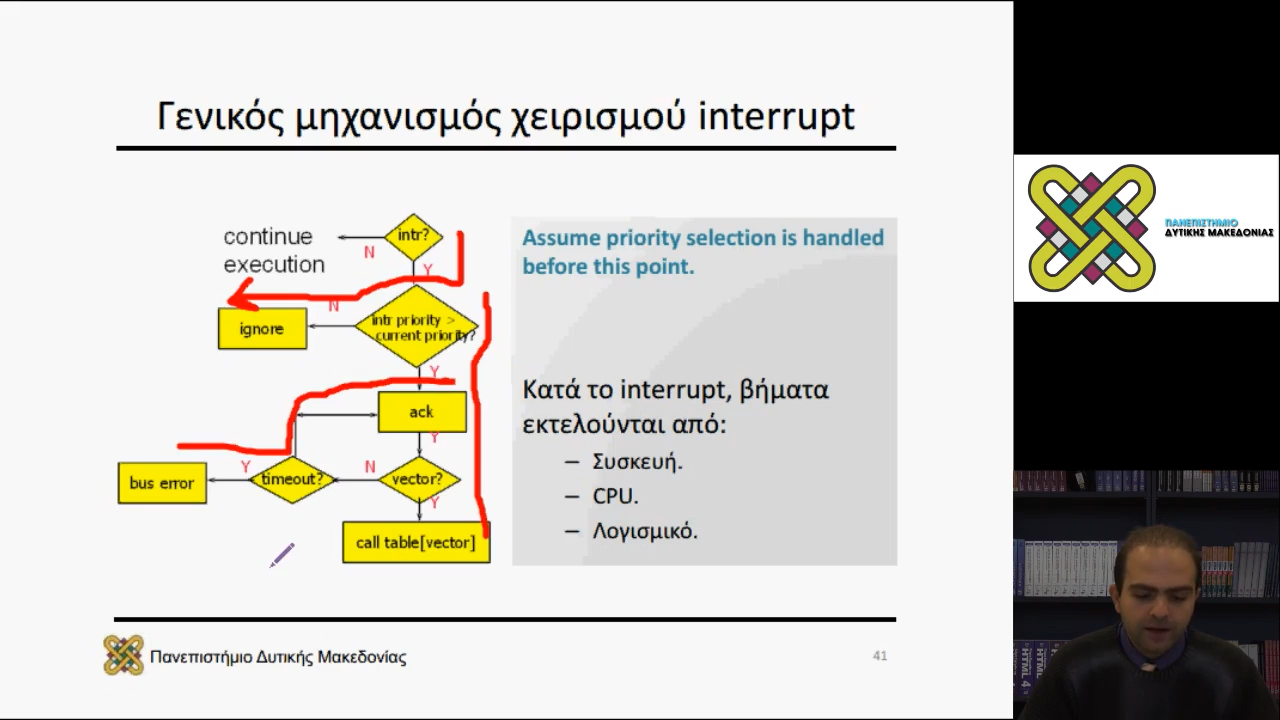 Γενικός μηχανισμός χειρισμού interrupt
continue
execution
intr?
N
Y
ignore
N
intr priority >
current priority?
Y
ack
Y
bus error
Y
timeout?
N
vector?
Y
call table[vector]
Assume priority selection is handled
before this point.
Κατά το interrupt, βήματα
εκτελούνται από:
– Συσκευή.
– CPU.
– Λογισμικό.
Πανεπιστήμιο Δυτικής Μακεδονίας
41
ΠΑΝΕΠΙΣΤΗΜΙΟ
ΔΥΤΙΚΗΣ ΜΑΚΕΔΟΝΙΑΣ
HTML 4